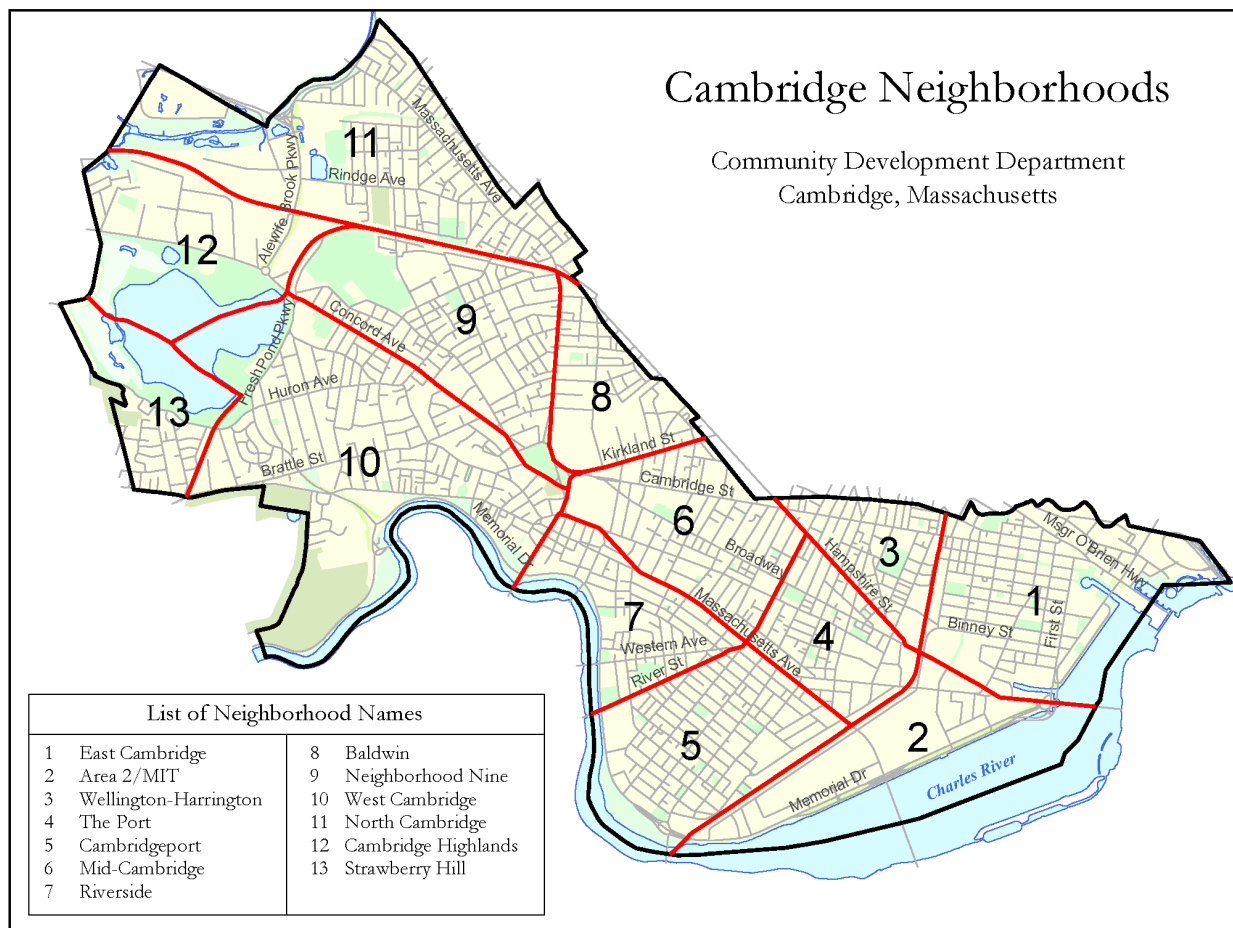 Cambridge Neighborhoods
Community Development Department
Cambridge, Massachusetts
11
Massachusetts Ave
Rindge Ave
Alewife Brook Pkwy
12
9
Concord Ave
Fresh Pond Pkwy
Huron Ave
13
8
Kirkland St
Brattle St
10
Cambridge St
Memorial Dr
6
Broadway
Hampshire St
3
Msgr O'Brien Hwy
1
First St
Binney St
7
Massachusetts Ave
4
Western Ave
River St
5
2
Memorial Dr
Charles River
List of Neighborhood Names
1 East Cambridge
2 Area 2/MIT
3 Wellington-Harrington
4 The Port
5 Cambridgeport
6 Mid-Cambridge
7 Riverside
8 Baldwin
9 Neighborhood Nine
10 West Cambridge
11 North Cambridge
12 Cambridge Highlands
13 Strawberry Hill